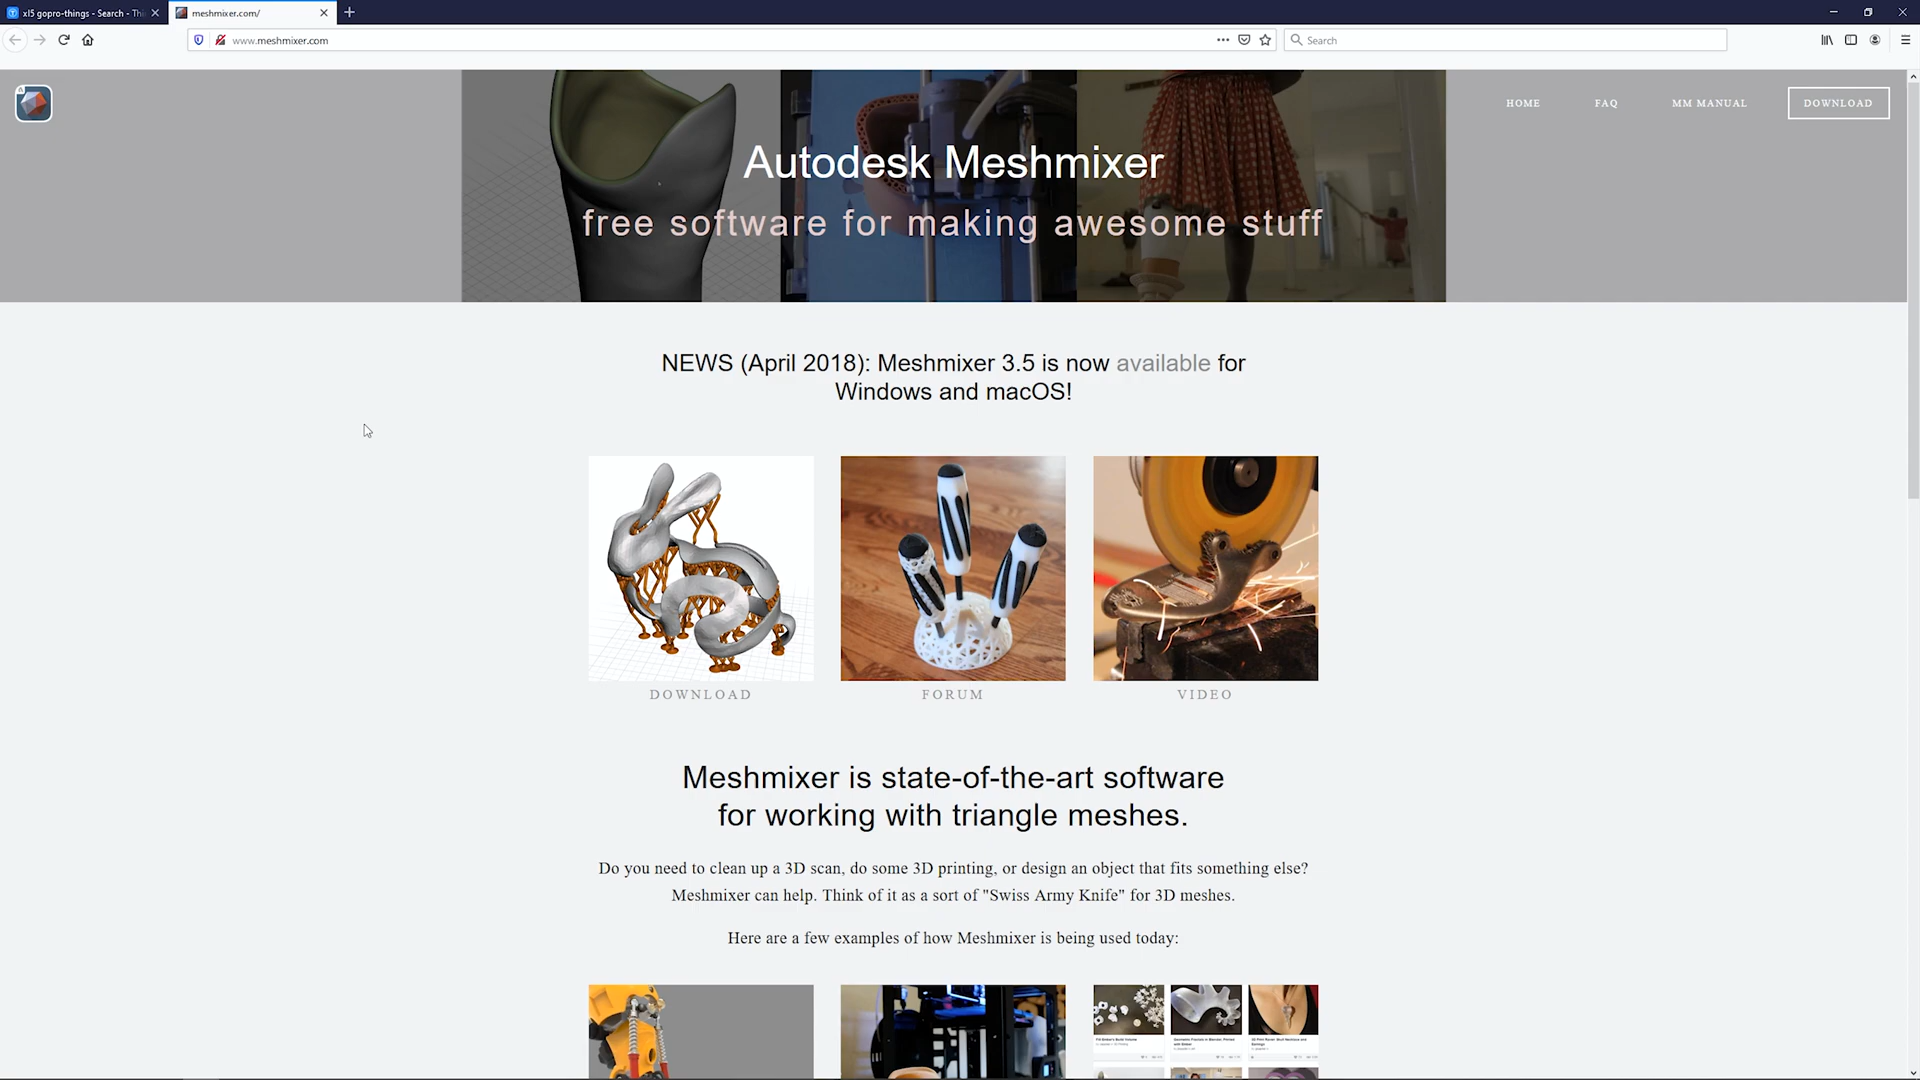 xl5 gopro-things - Search - Thi
meshmixer.com/
www.meshmixer.com
Search
HOME
FAQ
MM MANUAL
DOWNLOAD
Autodesk Meshmixer
free software for making awesome stuff
NEWS (April 2018): Meshmixer 3.5 is now available for
Windows and macOS!
DOWNLOAD
FORUM
VIDEO
Meshmixer is state-of-the-art software
for working with triangle meshes.
Do you need to clean up a 3D scan, do some 3D printing, or design an object that fits something else?
Meshmixer can help. Think of it as a sort of "Swiss Army Knife" for 3D meshes.
Here are a few examples of how Meshmixer is being used today: